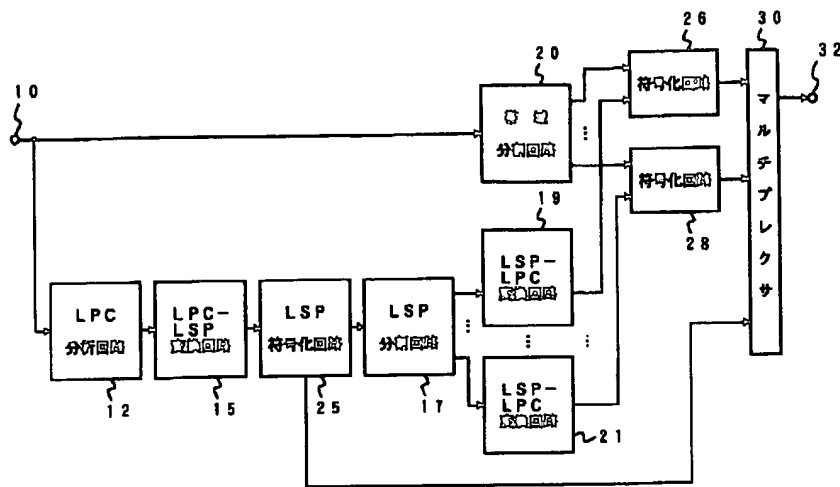 26
30
32
20
10
符号化回路
分割回路
符号化回路
マルチプレクサ
19
28
LSP-
LPC
変換回路
LPC
分析回路
LPC-
LSP
変換回路
LSP
符号化回路
LSP
分割回路
LSP-
LPC
変換回路
12
15
25
17
21